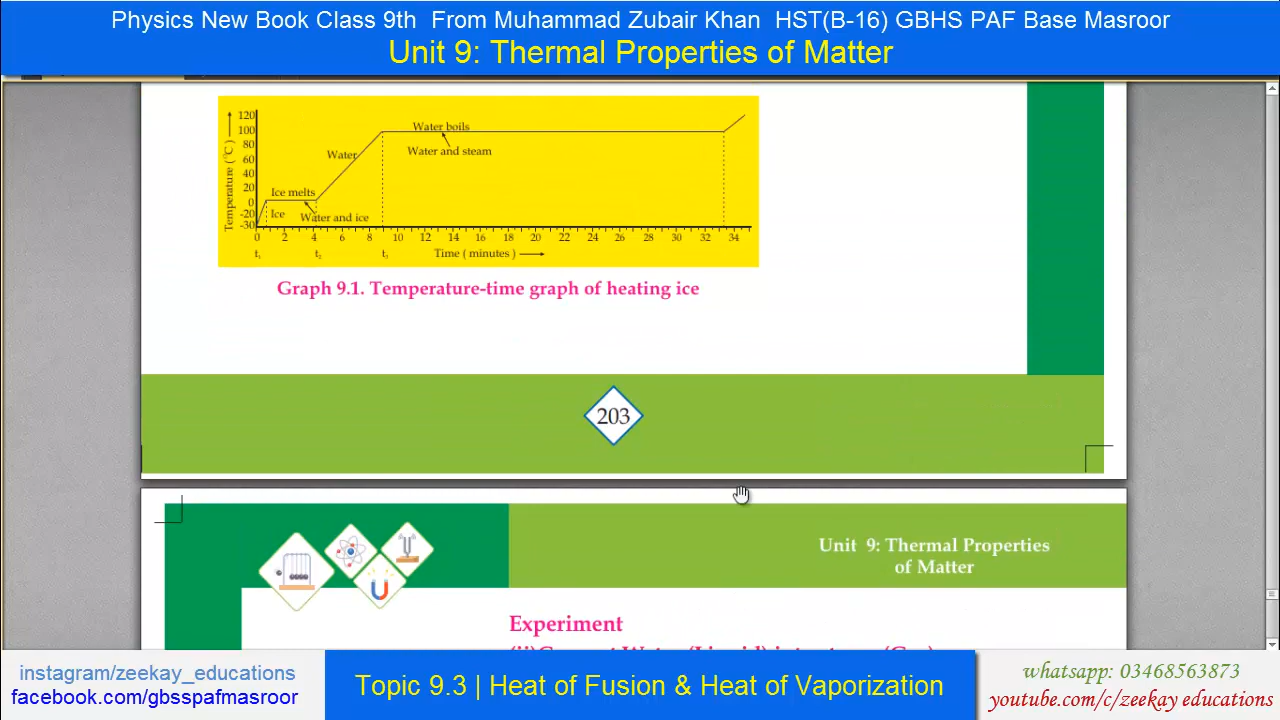 Physics New Book Class 9th From Muhammad Zubair Khan HST(B-16) GBHS PAF Base Masroor
Unit 9: Thermal Properties of Matter
Temperature (°C)
120
100
80
60
40
20
0
-20
-30
Water boils
Water and steam
Water
Ice melts
Ice
Water and ice
0 2 4 6 8 10 12 14 16 18 20 22 24 26 28 30 32 34
t₁ t₂ t₃ Time ( minutes )
Graph 9.1. Temperature-time graph of heating ice
203
Unit 9: Thermal Properties
of Matter
Experiment
instagram/zeekay_educations
facebook.com/gbsspafmasroor
Topic 9.3 | Heat of Fusion & Heat of Vaporization
whatsapp: 03468563873
youtube.com/c/zeekay educations